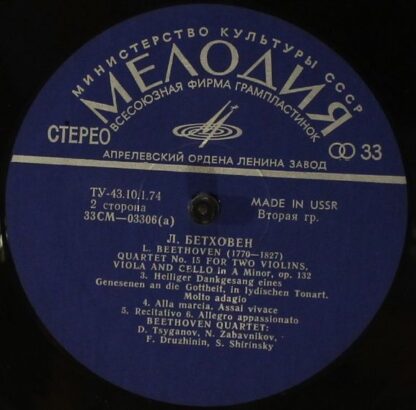 МИНИСТЕРСТВО КУЛЬТУРЫ СССР
МЕЛОДИЯ
ВСЕСОЮЗНАЯ ФИРМА ГРАМПЛАСТИНОК
СТЕРЕО
33
АПРЕЛЕВСКИЙ ОРДЕНА ЛЕНИНА ЗАВОД
ТУ-43.10.1.74
2 сторона
33СМ—03306(а)
MADE IN USSR
Вторая гр.
Л. БЕТХОВЕН
L. BEETHOVEN (1770—1827)
QUARTET No. 15 FOR TWO VIOLINS,
VIOLA AND CELLO in A Minor, op. 132
3. Heiliger Dankgesang eines
Genesenen an die Gottheit, in lydischen Tonart.
Molto adagio
4. Alla marcia. Assai vivace
5. Recitativo 6. Allegro appassionato
BEETHOVEN QUARTET:
D. Tsyganov, N. Zabavnikov,
F. Druzhinin, S. Shirinsky